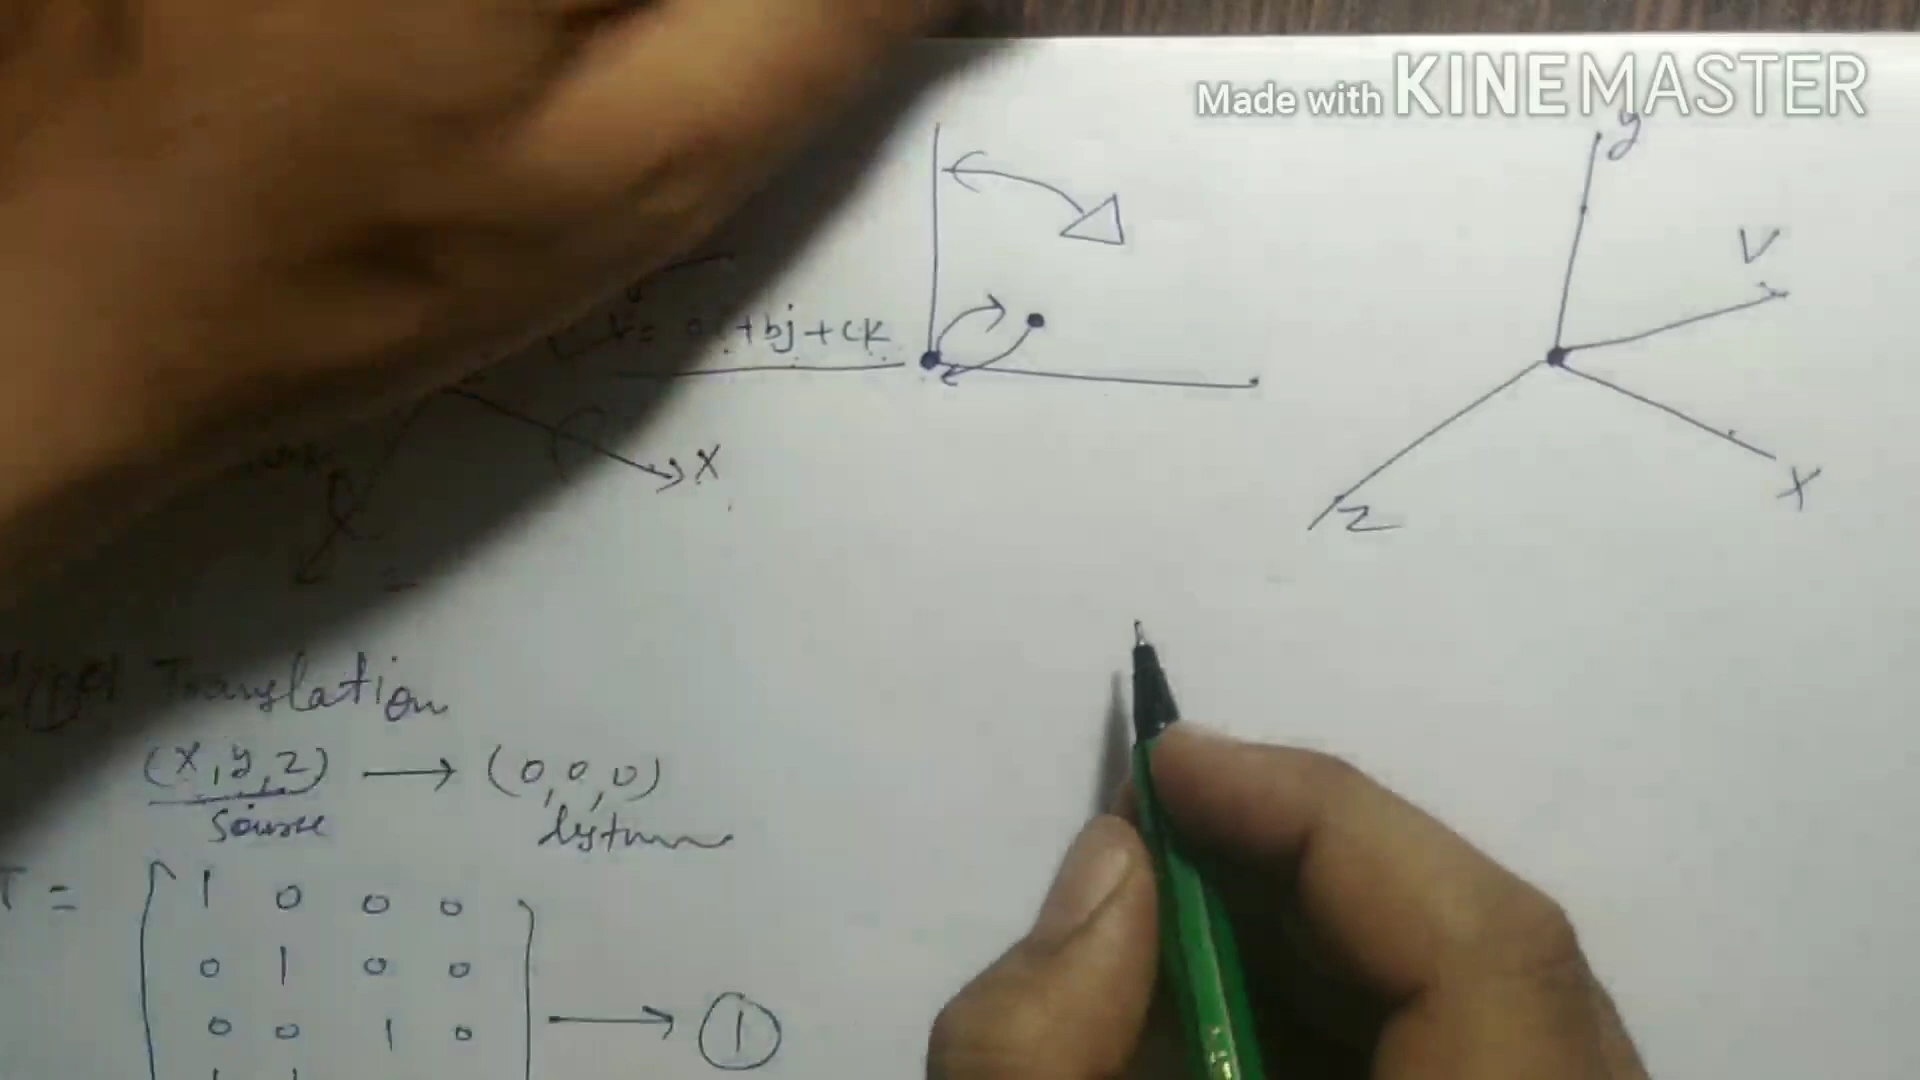 Made with KINEMASTER
y
V
+bj+ck
X
X
Z
Translation
(x,y,z) → (0,0,0)
source
T =
1 0 0 0
0 1 0 0
0 0 1 0
→ 1